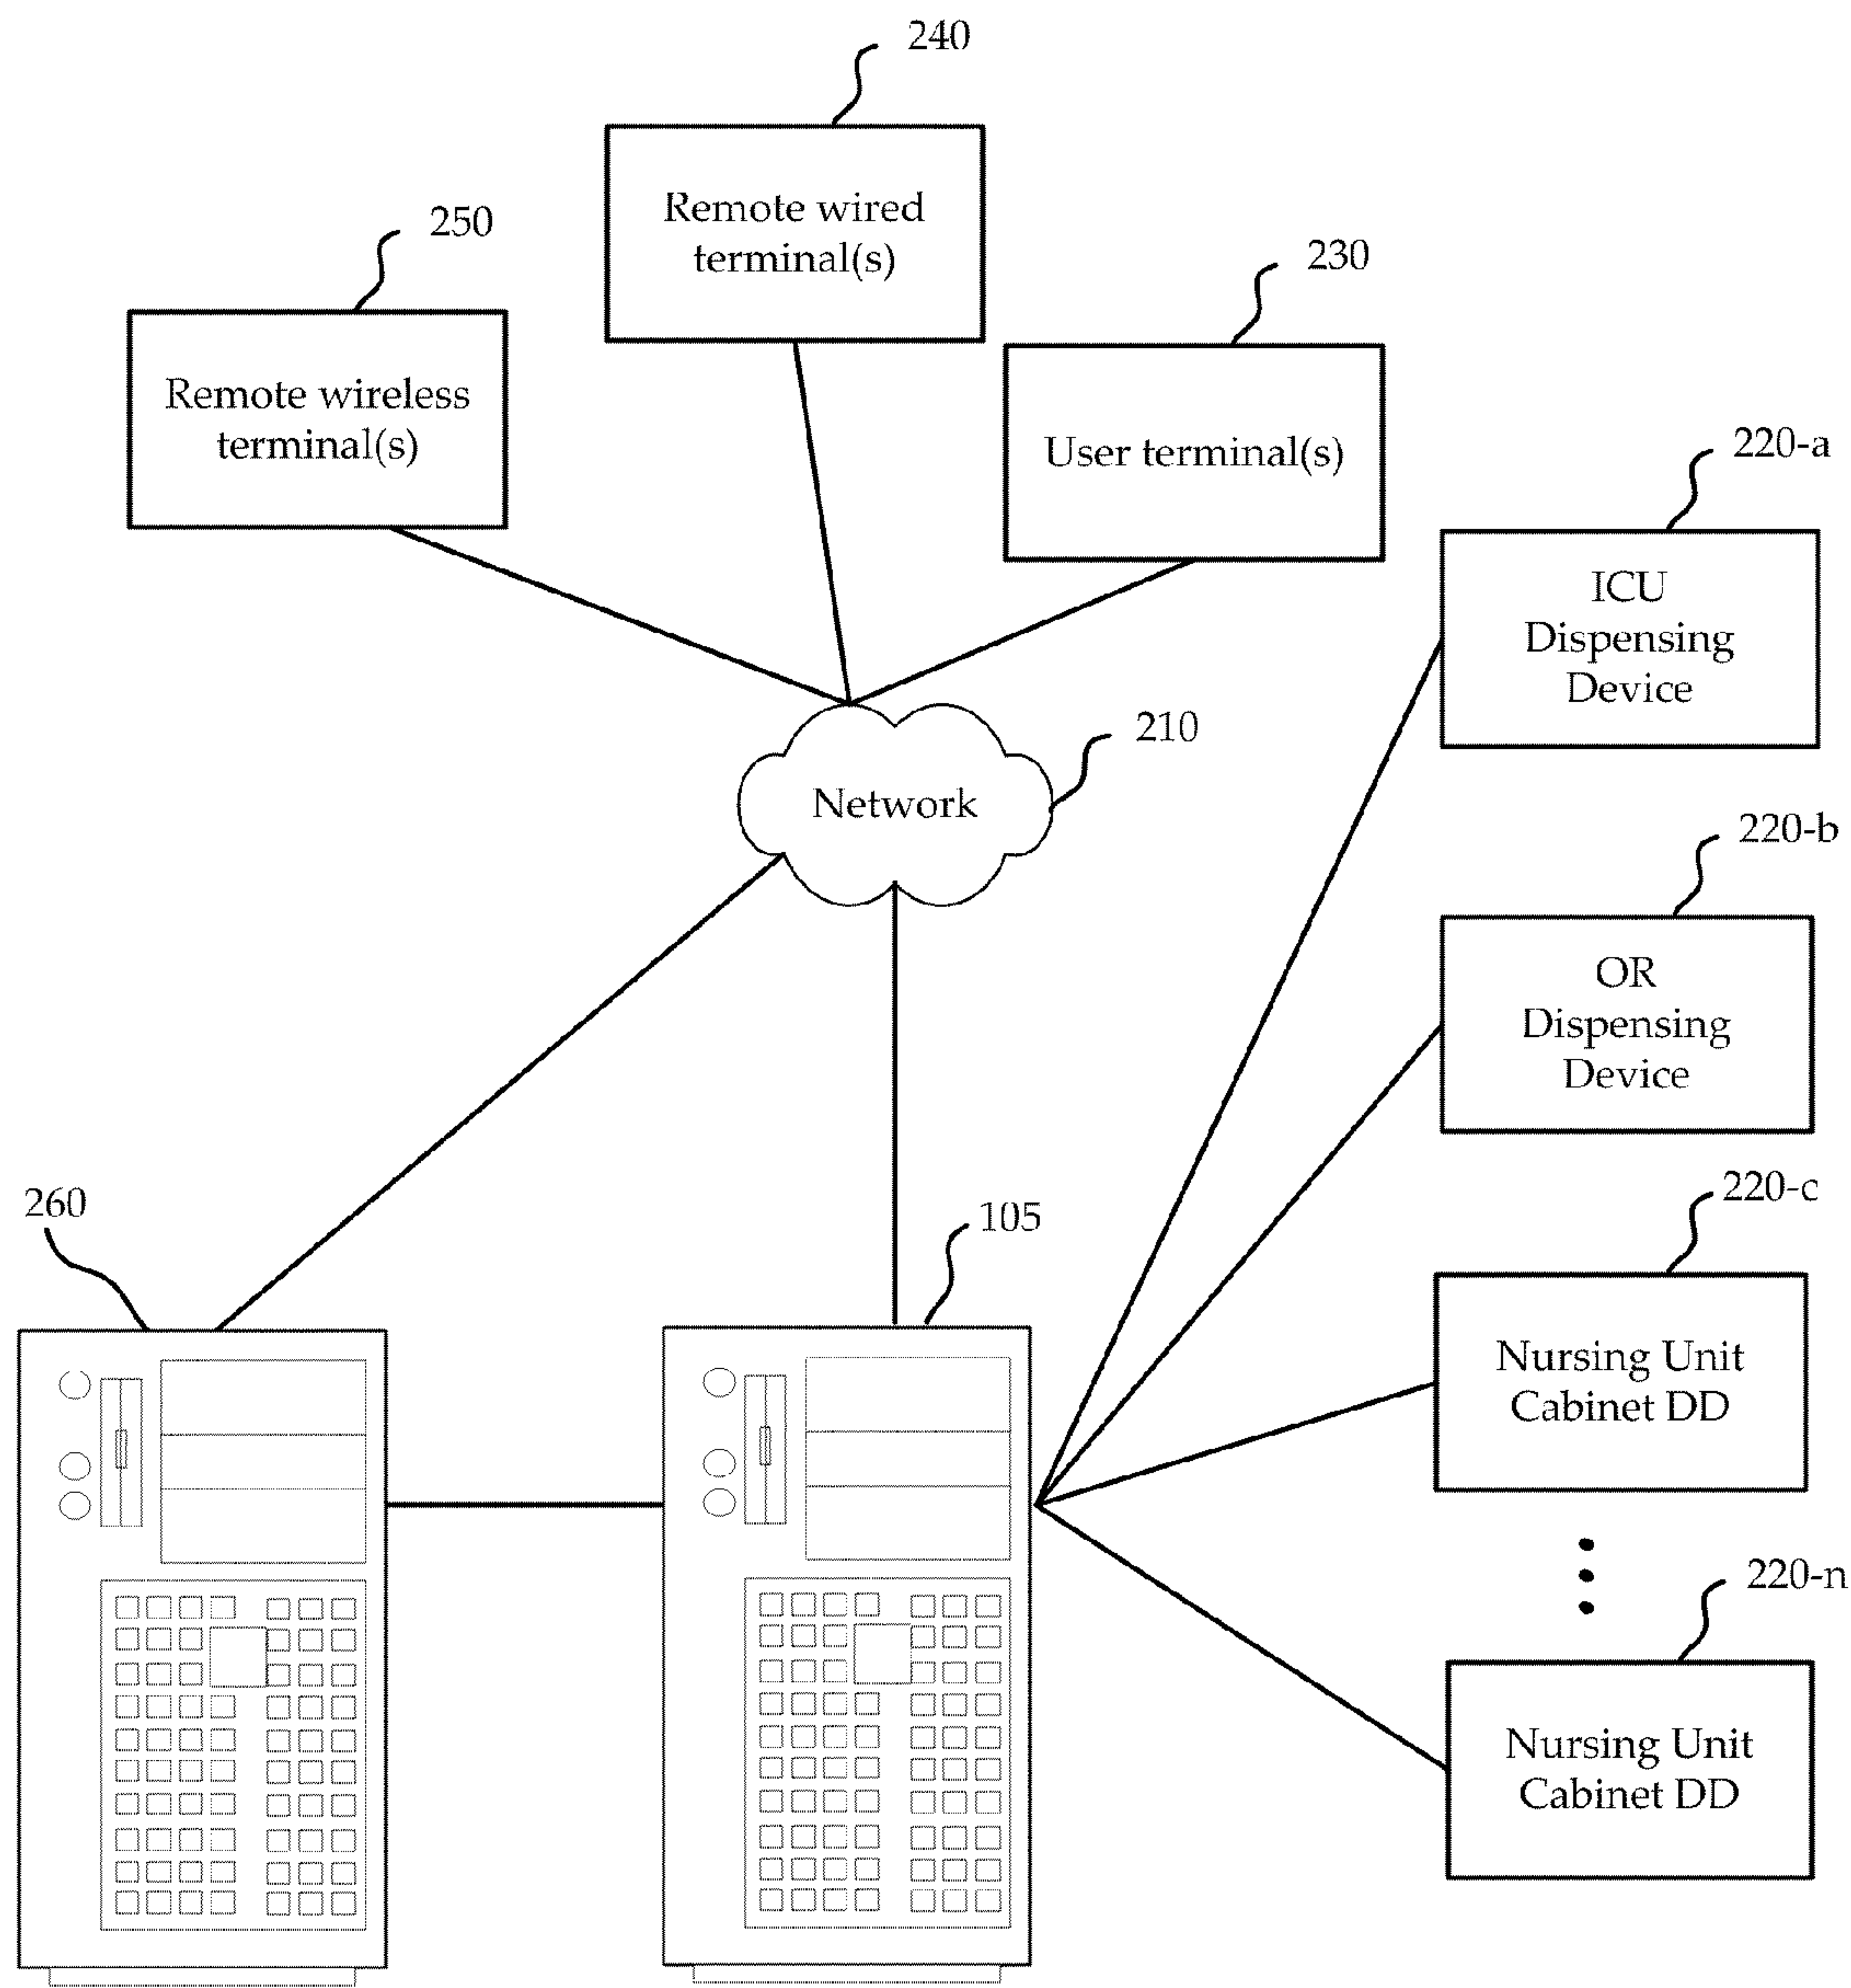 240
Remote wired
terminal(s)
250
Remote wireless
terminal(s)
230
User terminal(s)
220-a
ICU
Dispensing
Device
210
Network
220-b
OR
Dispensing
Device
220-c
Nursing Unit
Cabinet DD
260
105
220-n
Nursing Unit
Cabinet DD